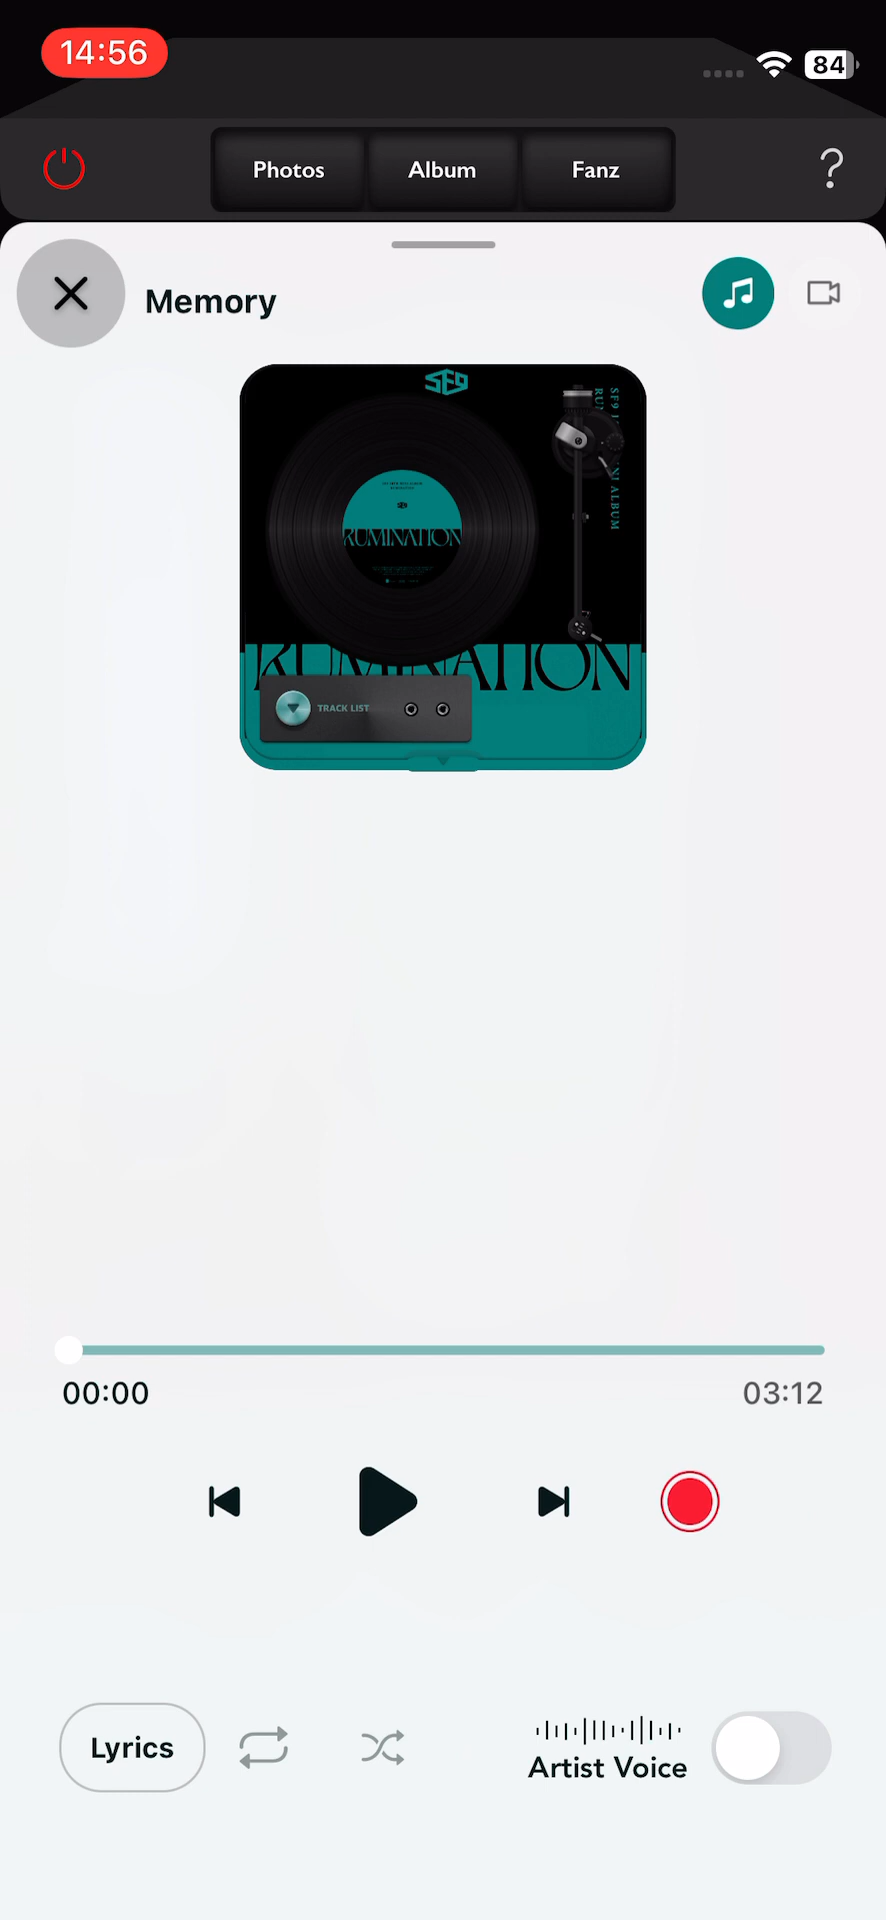 14:56
84
Photos
Album
Fanz
?
Memory
SF9
RUMINATION
RUMINATION
TRACK LIST
00:00
03:12
Lyrics
Artist Voice